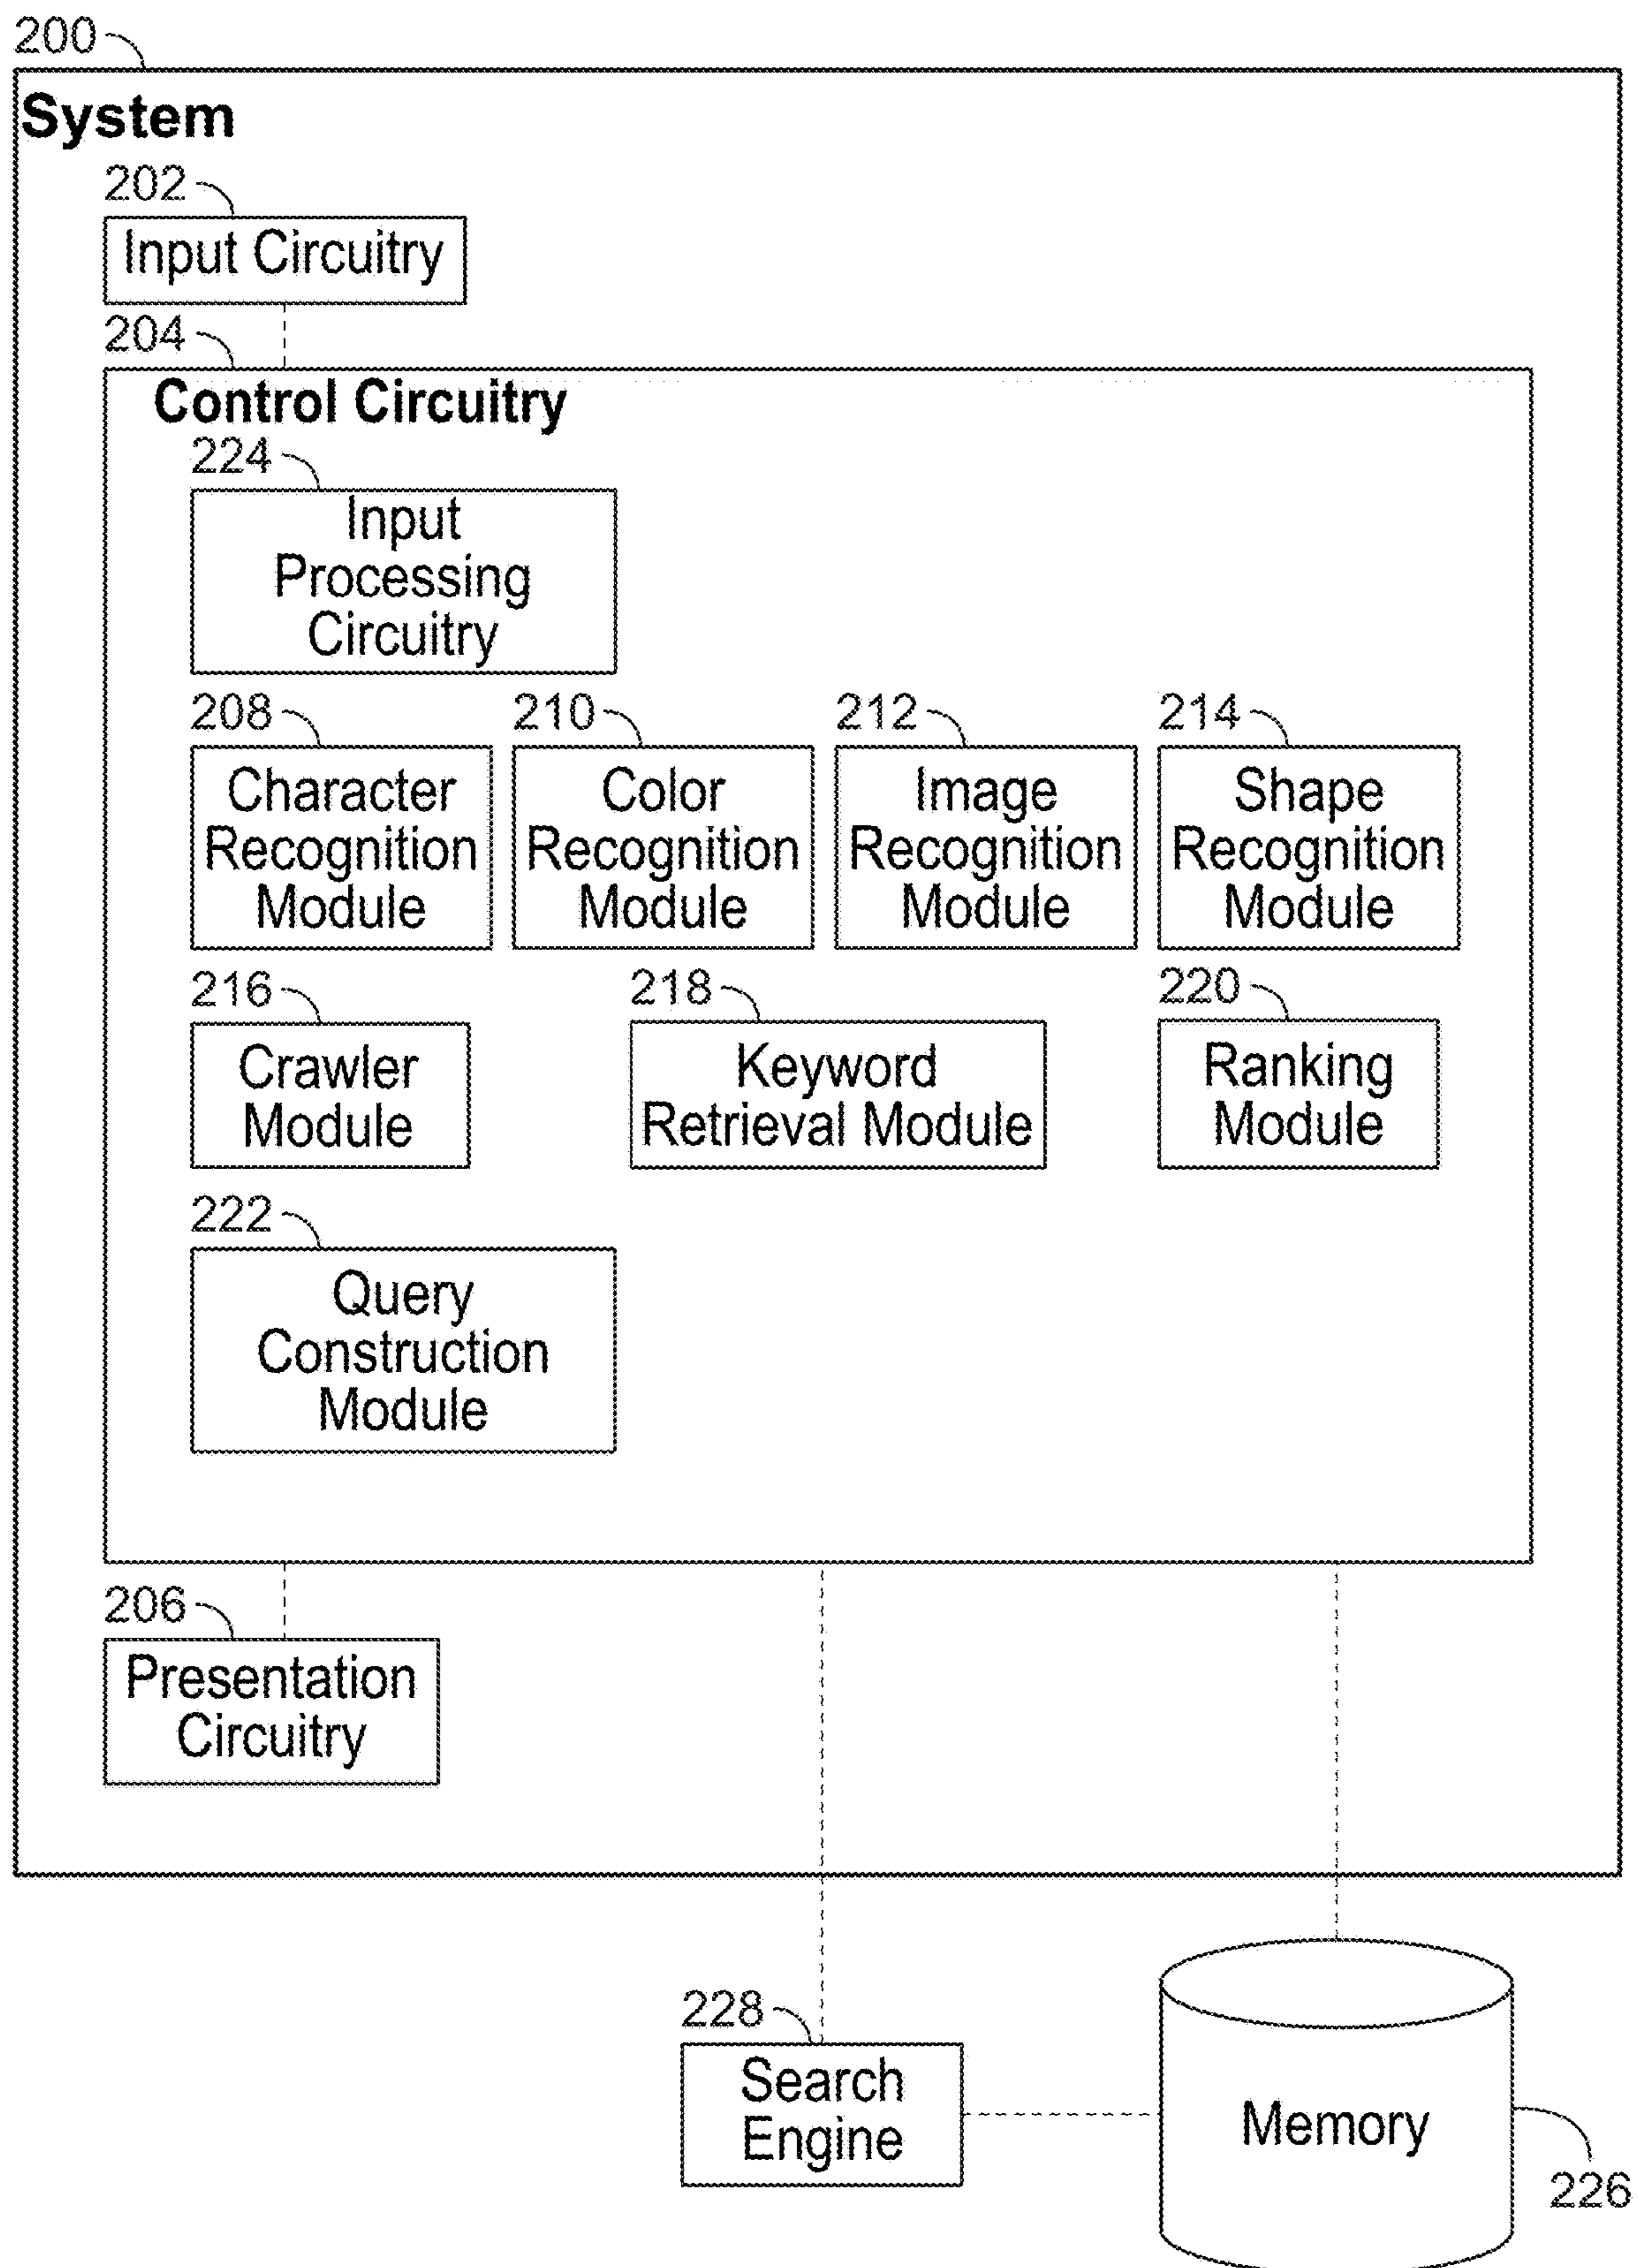 200
System
202
Input Circuitry
204
Control Circuitry
224
Input
Processing
Circuitry
208
Character
Recognition
Module
210
Color
Recognition
Module
212
Image
Recognition
Module
214
Shape
Recognition
Module
216
Crawler
Module
218
Keyword
Retrieval Module
220
Ranking
Module
222
Query
Construction
Module
206
Presentation
Circuitry
228
Search
Engine
Memory
226